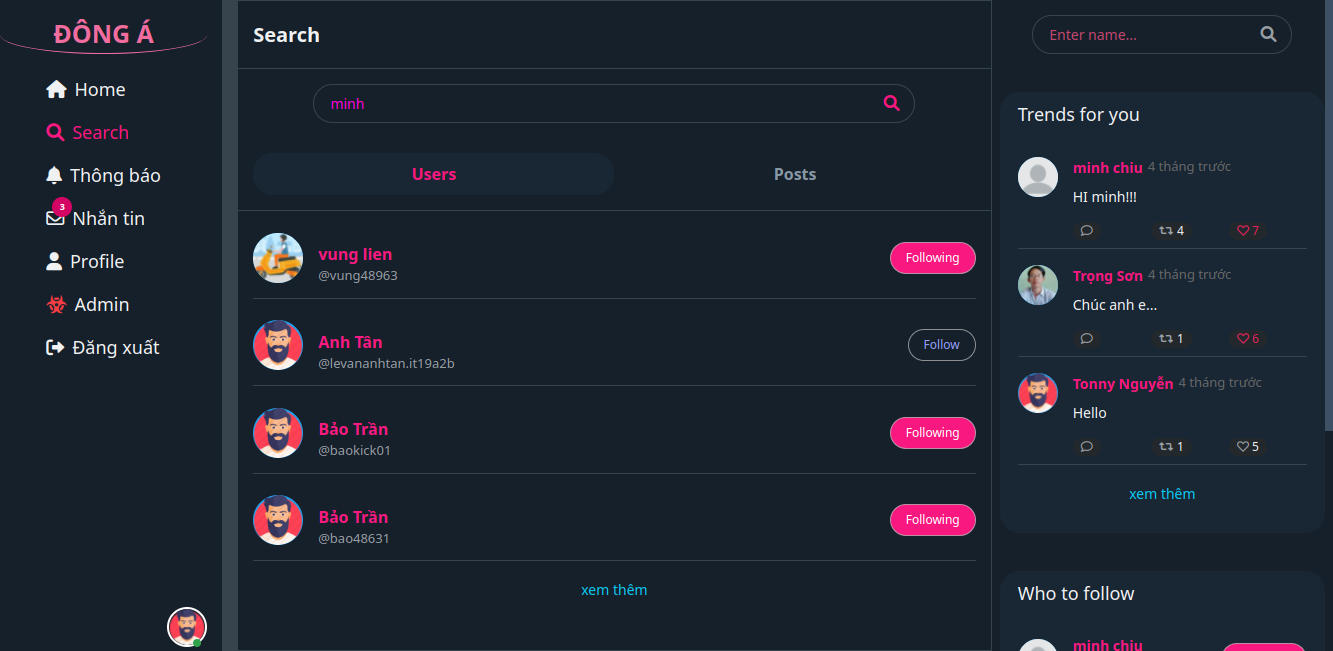 ĐÔNG Á
Home
Search
Thông báo
3
Nhắn tin
Profile
Admin
Đăng xuất
Search
minh
Users
Posts
vung lien
@vung48963
Following
Anh Tân
@levananhtan.it19a2b
Follow
Bảo Trần
@baokick01
Following
Bảo Trần
@bao48631
Following
xem thêm
Enter name...
Trends for you
minh chiu 4 tháng trước
HI minh!!!
4 7
Trọng Sơn 4 tháng trước
Chúc anh e...
1 6
Tonny Nguyễn 4 tháng trước
Hello
1 5
xem thêm
Who to follow
minh chiu